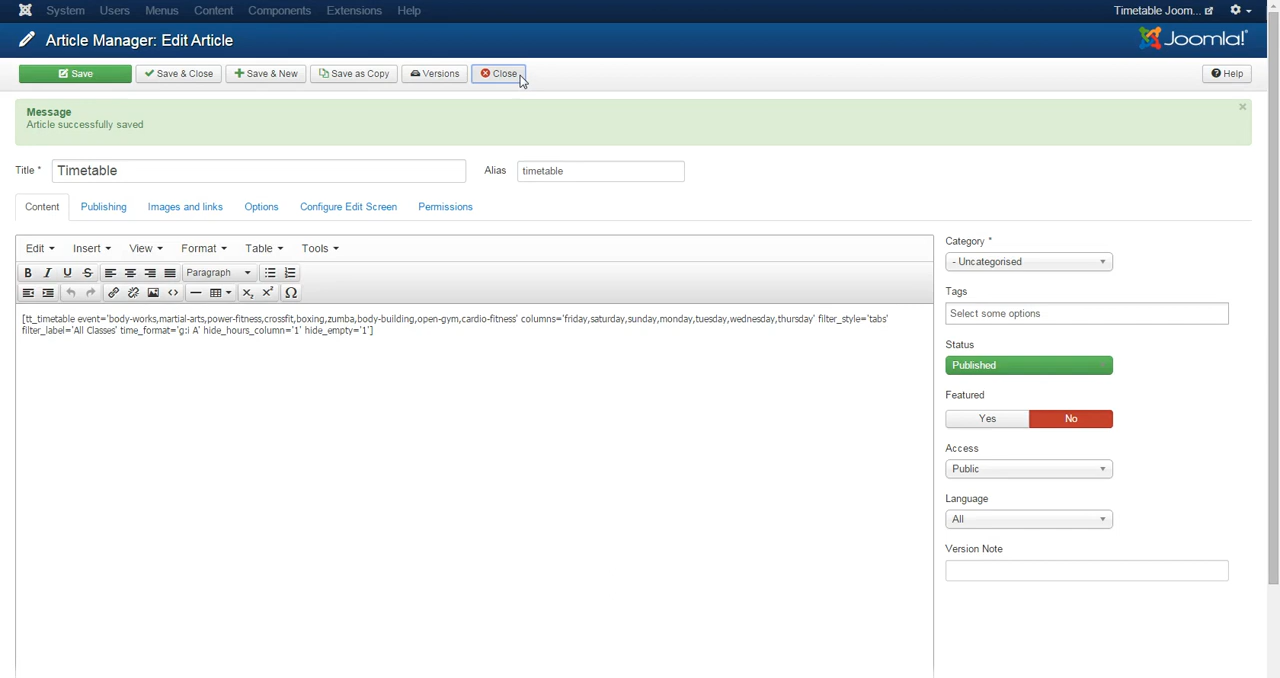 System Users Menus Content Components Extensions Help Timetable Joom...
Article Manager: Edit Article Joomla!
Save Save & Close Save & New Save as Copy Versions Close Help
Message
Article successfully saved
Title * Timetable Alias timetable
Content Publishing Images and links Options Configure Edit Screen Permissions
Edit Insert View Format Table Tools
Paragraph
[tt_timetable event='body-works,martial-arts,power-fitness,crossfit,boxing,zumba,body-building,open-gym,cardio-fitness' columns='friday,saturday,sunday,monday,tuesday,wednesday,thursday' filter_style='tabs'
filter_label='All Classes' time_format='g:i A' hide_hours_column='1' hide_empty='1']
Category *
- Uncategorised
Tags
Select some options
Status
Published
Featured
Yes No
Access
Public
Language
All
Version Note